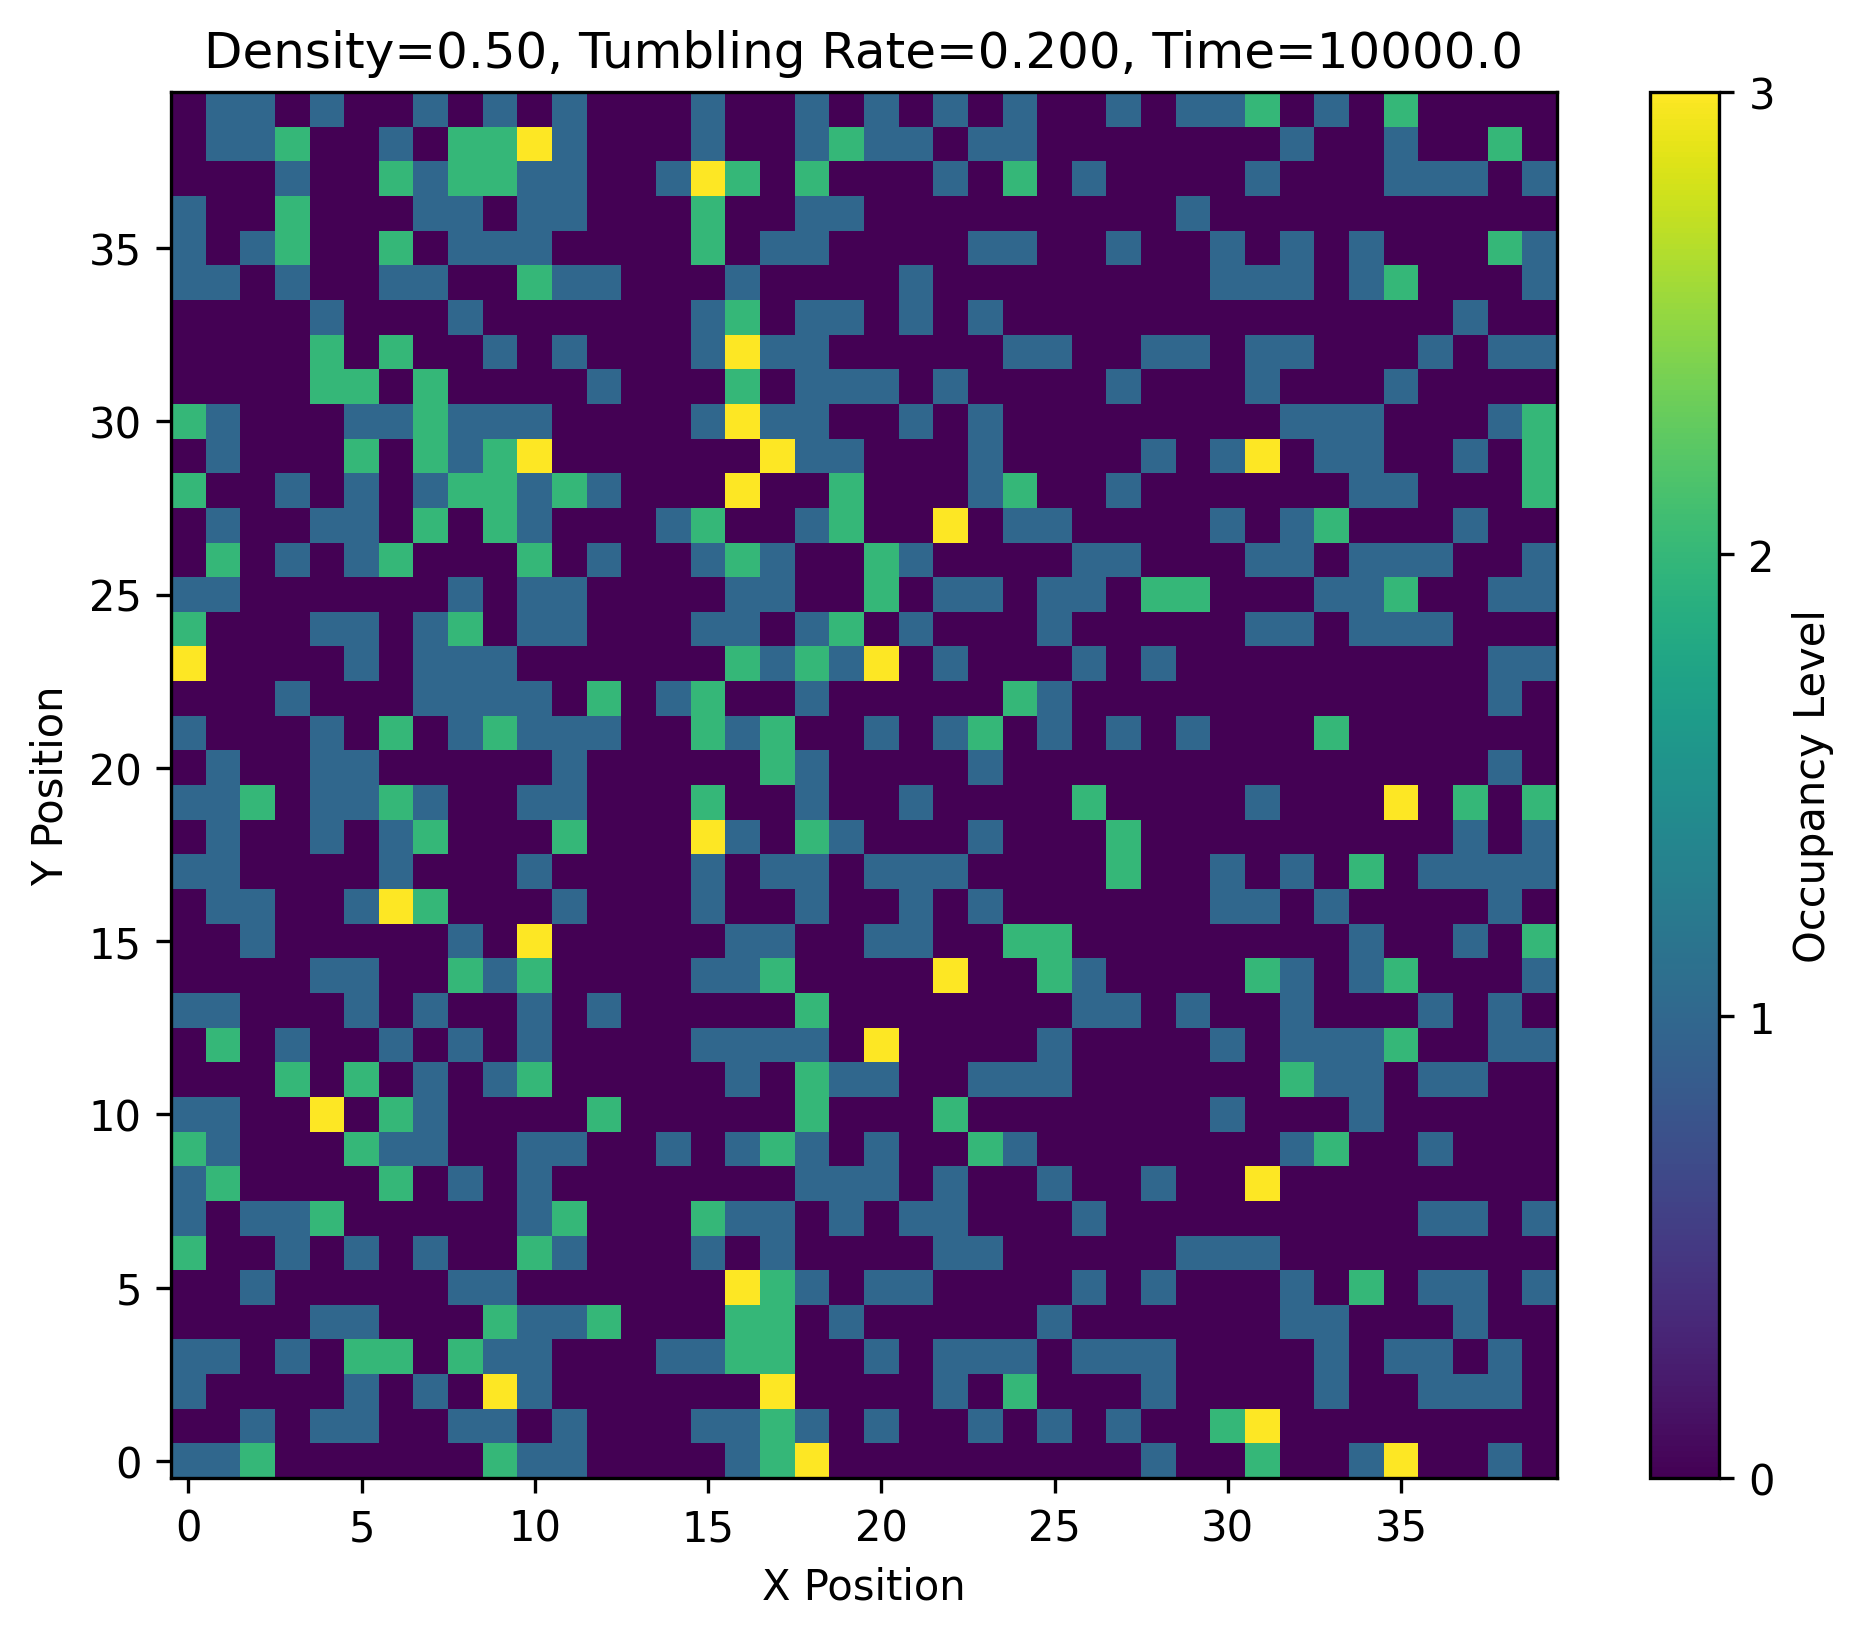 Density=0.50, Tumbling Rate=0.200, Time=10000.0
35
30
25
20
15
10
5
0
Y Position
0 5 10 15 20 25 30 35
X Position
3
2
1
0
Occupancy Level